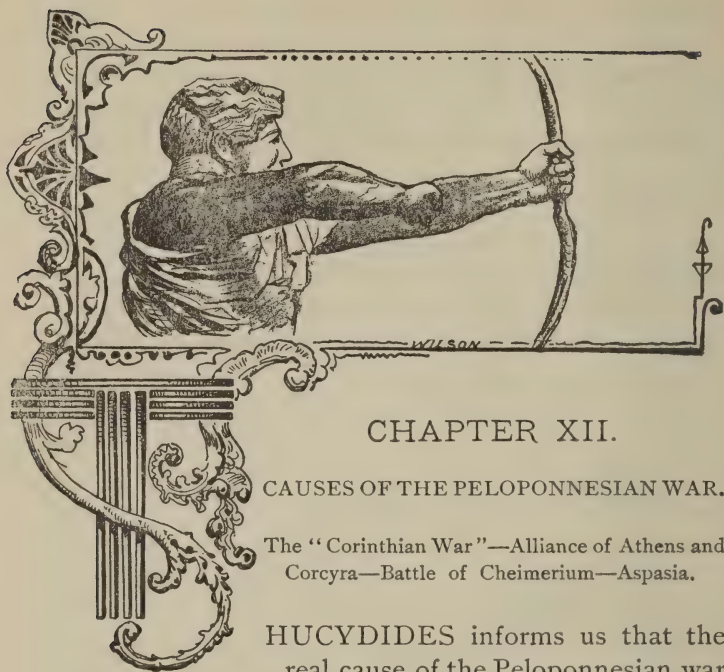 WILSON
CHAPTER XII.
CAUSES OF THE PELOPONNESIAN WAR.
The "Corinthian War"—Alliance of Athens and
Corcyra—Battle of Cheimerium—Aspasia.
THUCYDIDES informs us that the
real cause of the Peloponnesian war